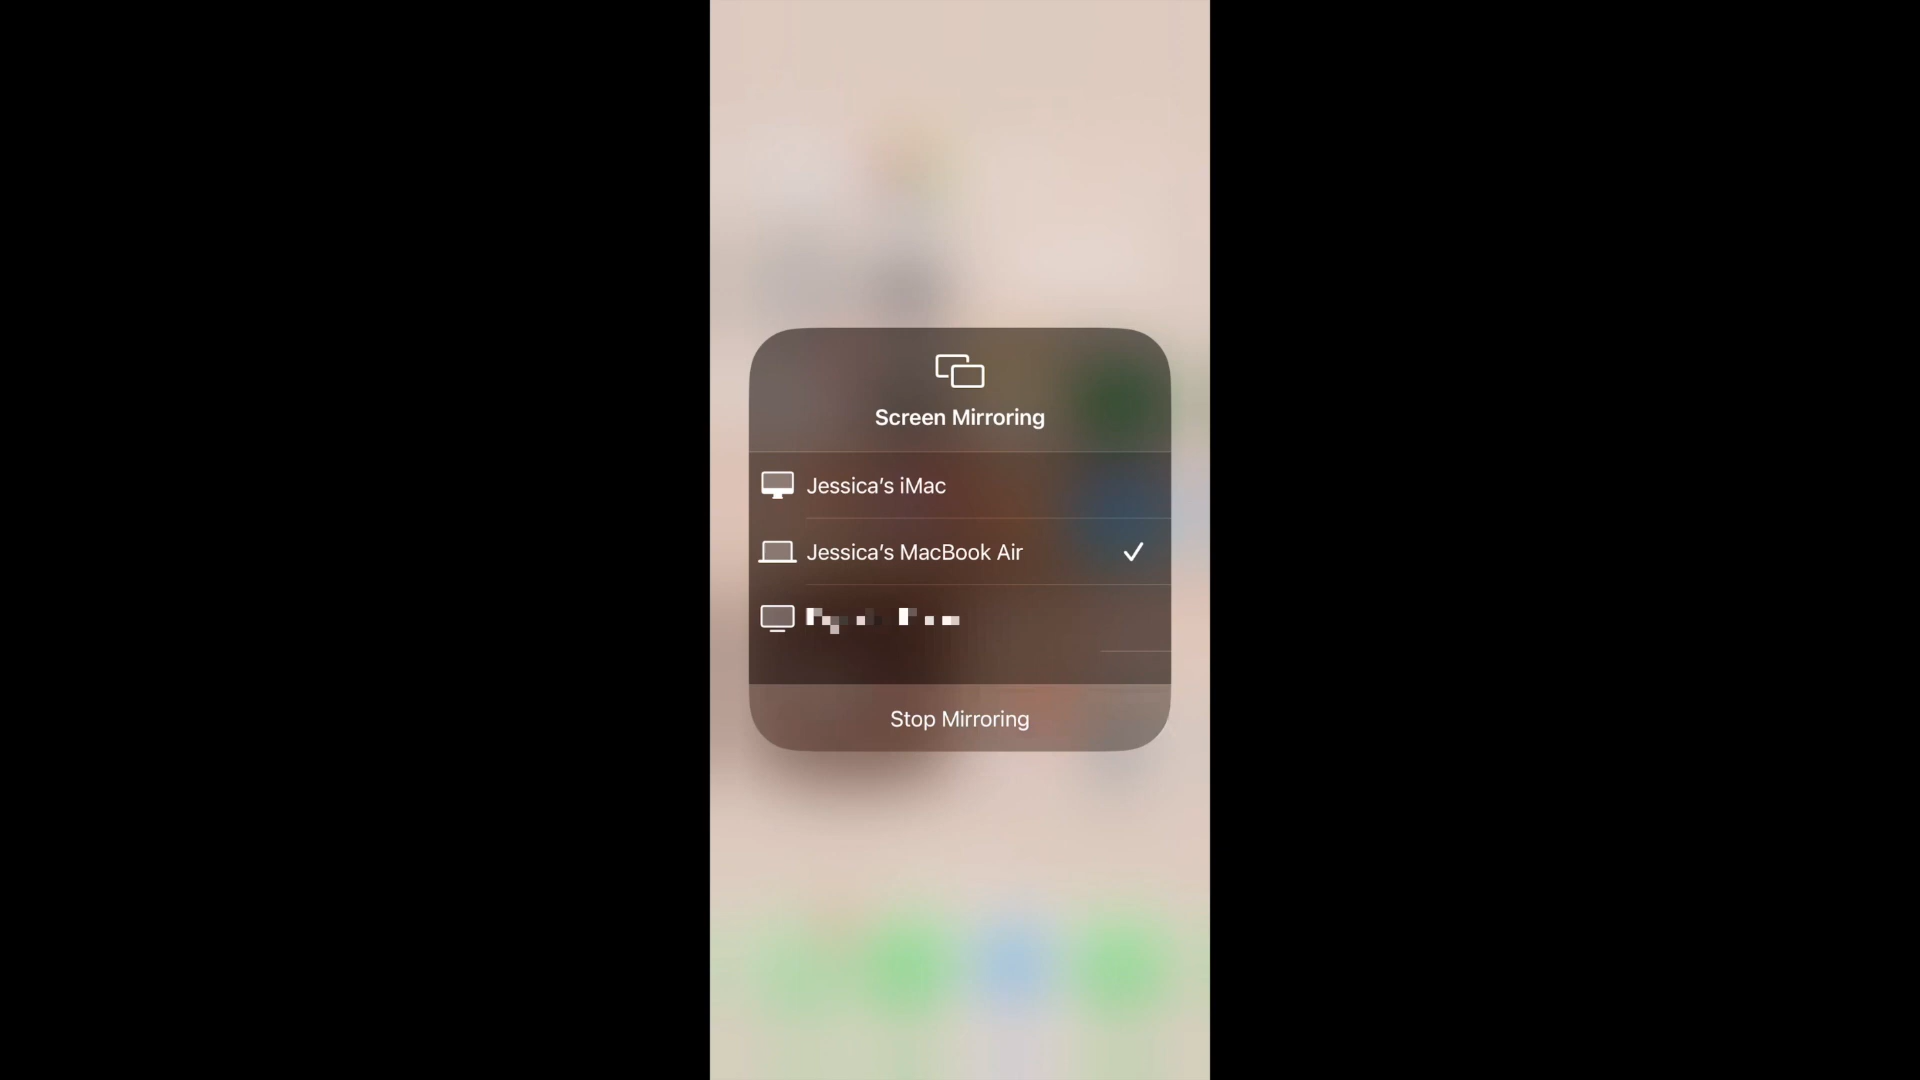 Screen Mirroring
Jessica’s iMac
Jessica’s MacBook Air
Stop Mirroring